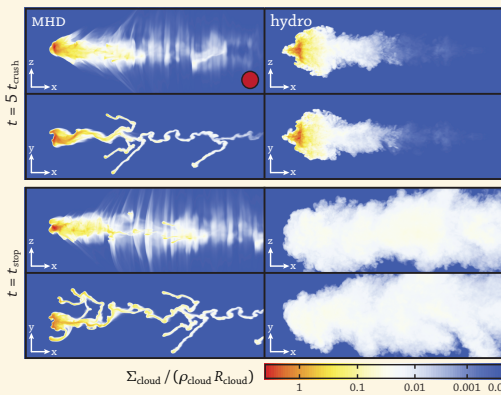 MHD
hydro
z
x
z
x
t = 5 t_crush
y
x
y
x
z
x
z
x
t = t_stop
y
x
y
x
Σ_cloud / (ρ_cloud R_cloud)
1
0.1
0.01
0.001